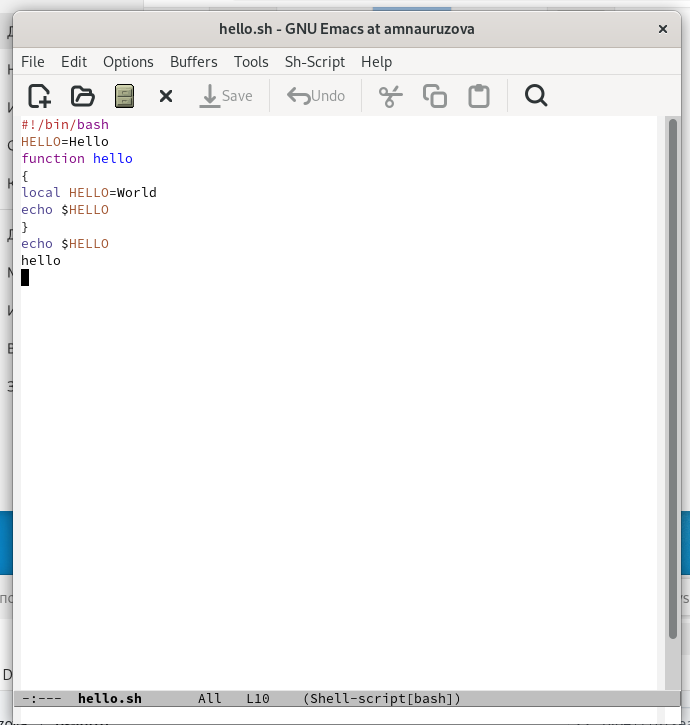 hello.sh - GNU Emacs at amnauruzova
File Edit Options Buffers Tools Sh-Script Help
Save Undo
#!/bin/bash
HELLO=Hello
function hello
{
local HELLO=World
echo $HELLO
}
echo $HELLO
hello
-:--- hello.sh All L10 (Shell-script[bash])